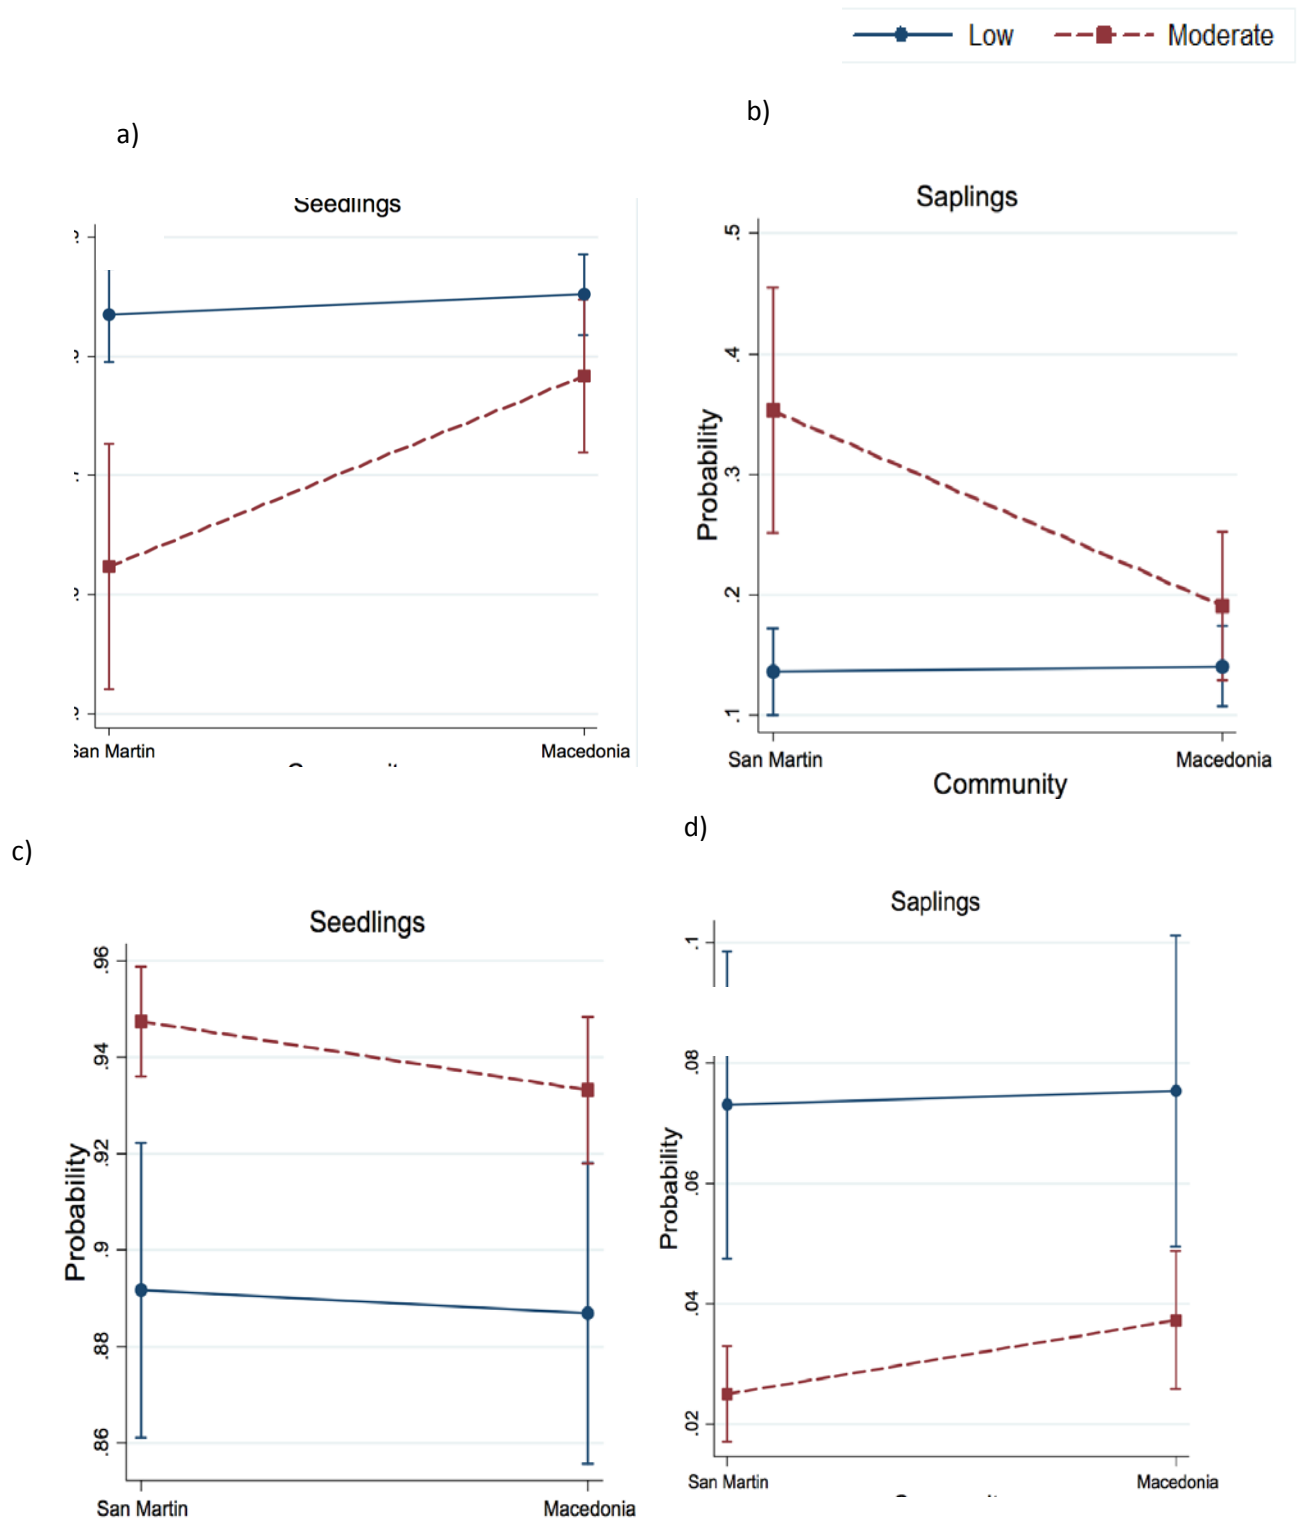 Low Moderate
a)
b)
Seedlings
Saplings
.5
.4
.3
.2
.1
Probability
San Martin Macedonia
San Martin Macedonia
Community
c)
d)
Seedlings
Saplings
.96
.94
.92
.9
.88
.86
Probability
.1
.08
.06
.04
.02
Probability
San Martin Macedonia
San Martin Macedonia